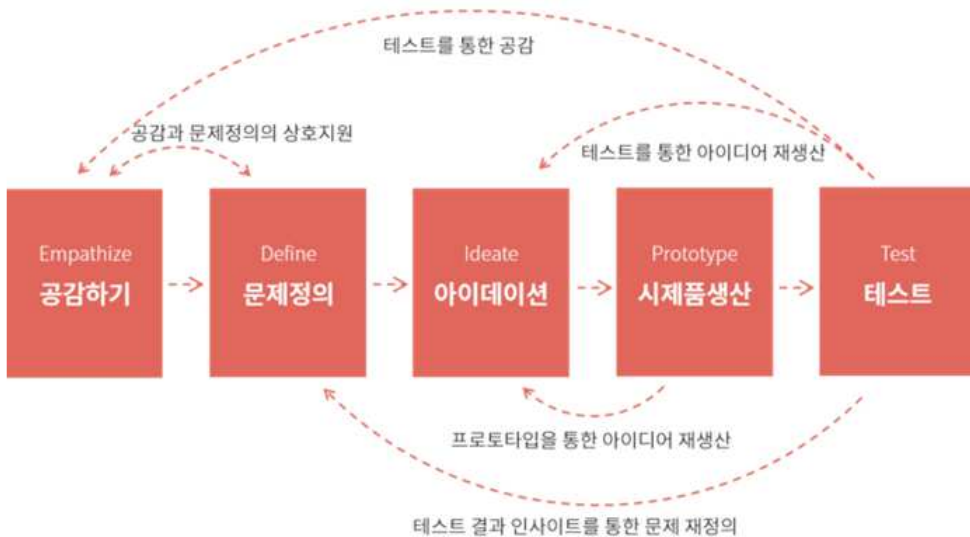 테스트를 통한 공감
공감과 문제정의의 상호지원
테스트를 통한 아이디어 재생산
Empathize
공감하기
Define
문제정의
Ideate
아이데이션
Prototype
시제품생산
Test
테스트
프로토타입을 통한 아이디어 재생산
테스트 결과 인사이트를 통한 문제 재정의